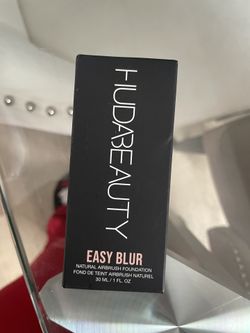 HUDABEAUTY
EASY BLUR
NATURAL AIRBRUSH FOUNDATION
FOND DE TEINT AIRBRUSH NATUREL
30 ML / 1 FL. OZ